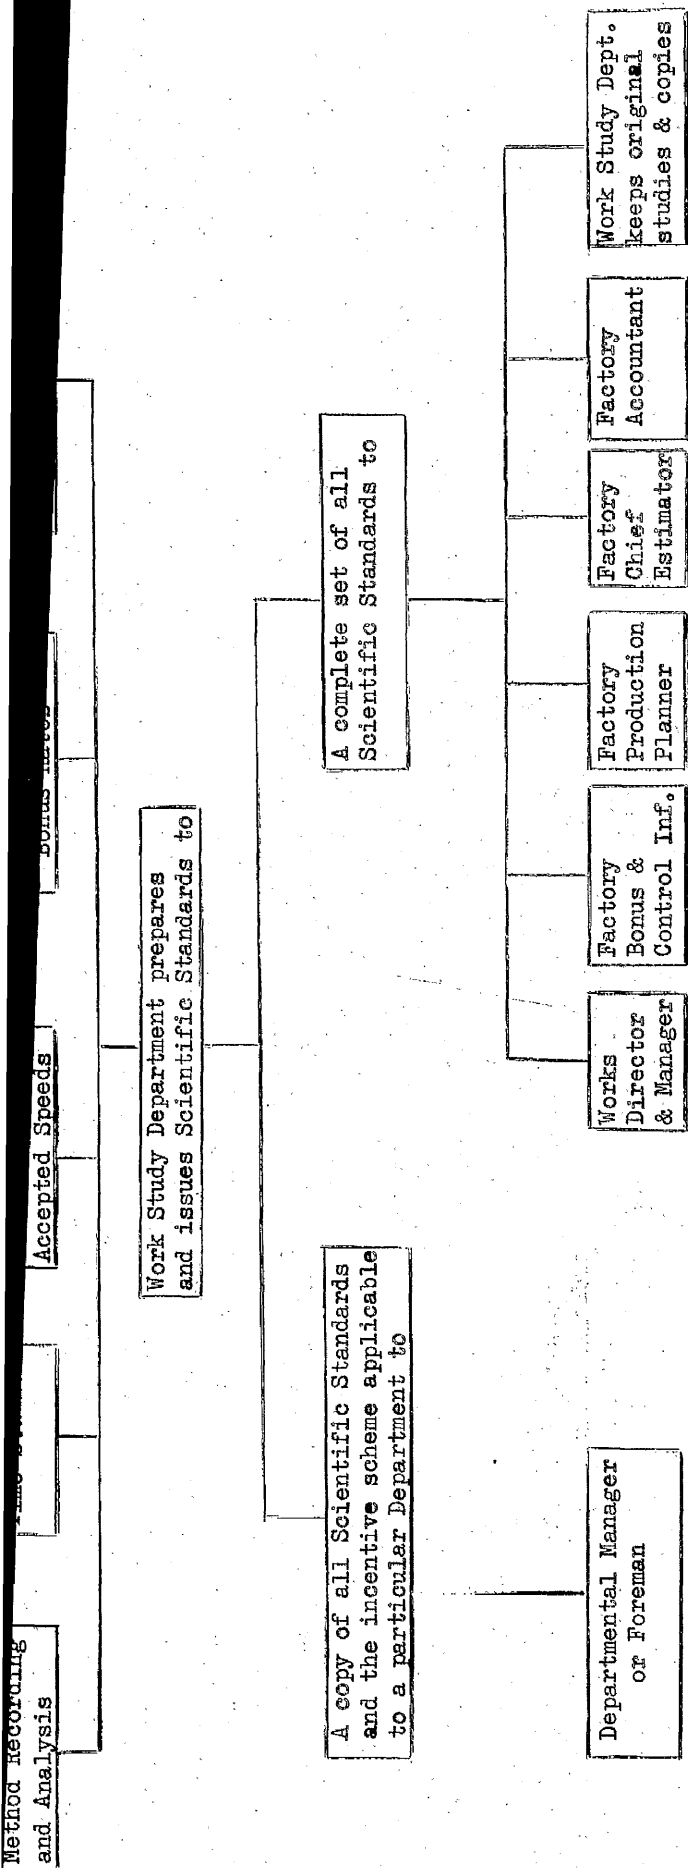 Method Recording
and Analysis
Accepted Speeds
Work Study Department prepares
and issues Scientific Standards to
A copy of all Scientific Standards
and the incentive scheme applicable
to a particular Department to
A complete set of all
Scientific Standards to
Departmental Manager
or Foreman
Works
Director
& Manager
Factory
Bonus &
Control Inf.
Factory
Production
Planner
Factory
Chief
Estimator
Factory
Accountant
Work Study Dept.
keeps original
studies & copies